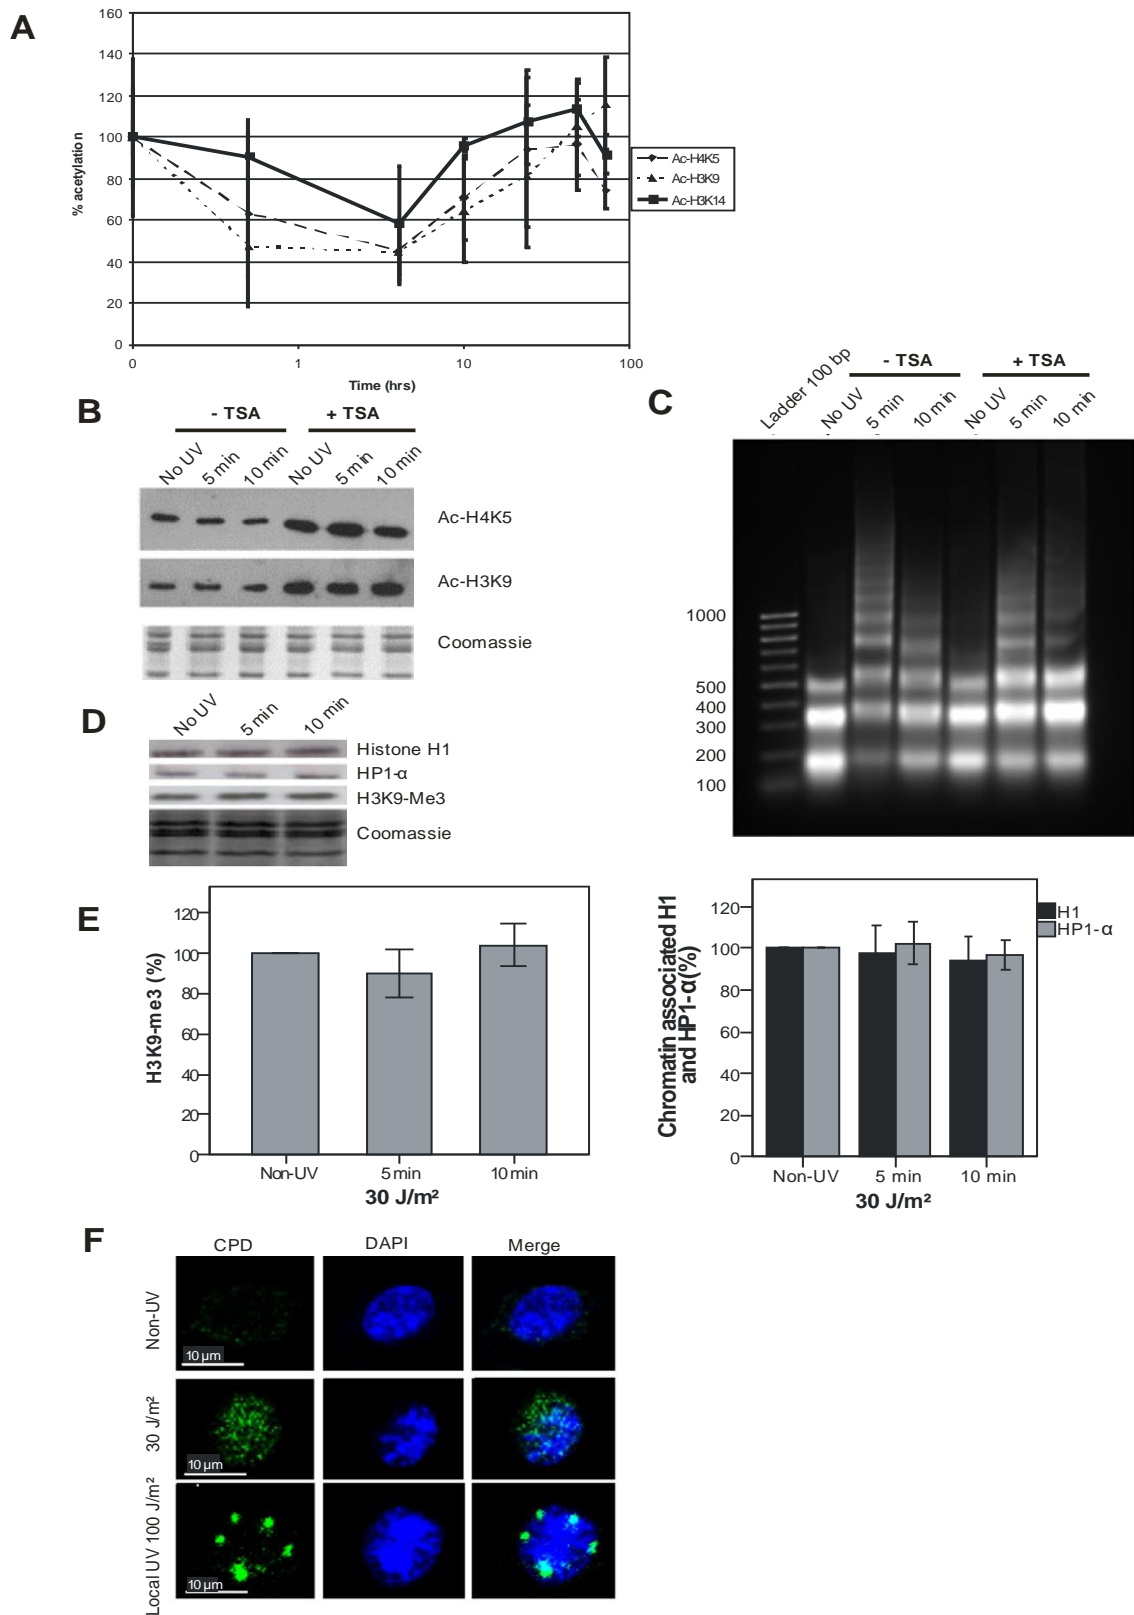 A
160
140
120
100
80
60
40
20
0
% acetylation
0 1 10 100
Time (hrs)
Ac-H4K5
Ac-H3K9
Ac-H3K14
B
- TSA + TSA
No UV 5 min 10 min No UV 5 min 10 min
Ac-H4K5
Ac-H3K9
Coomassie
C
- TSA + TSA
Ladder 100 bp No UV 5 min 10 min No UV 5 min 10 min
1000
500
400
300
200
100
D
No UV 5 min 10 min
Histone H1
HP1-α
H3K9-Me3
Coomassie
E
H3K9-me3 (%)
120
100
80
60
40
20
0
Non-UV 5 min 10 min
30 J/m²
Chromatin associated H1
and HP1-α(%)
120
100
80
60
40
20
0
H1
HP1-α
Non-UV 5 min 10 min
30 J/m²
F
CPD DAPI Merge
Non-UV
10 µm
30 J/m²
10 µm
Local UV 100 J/m²
10 µm